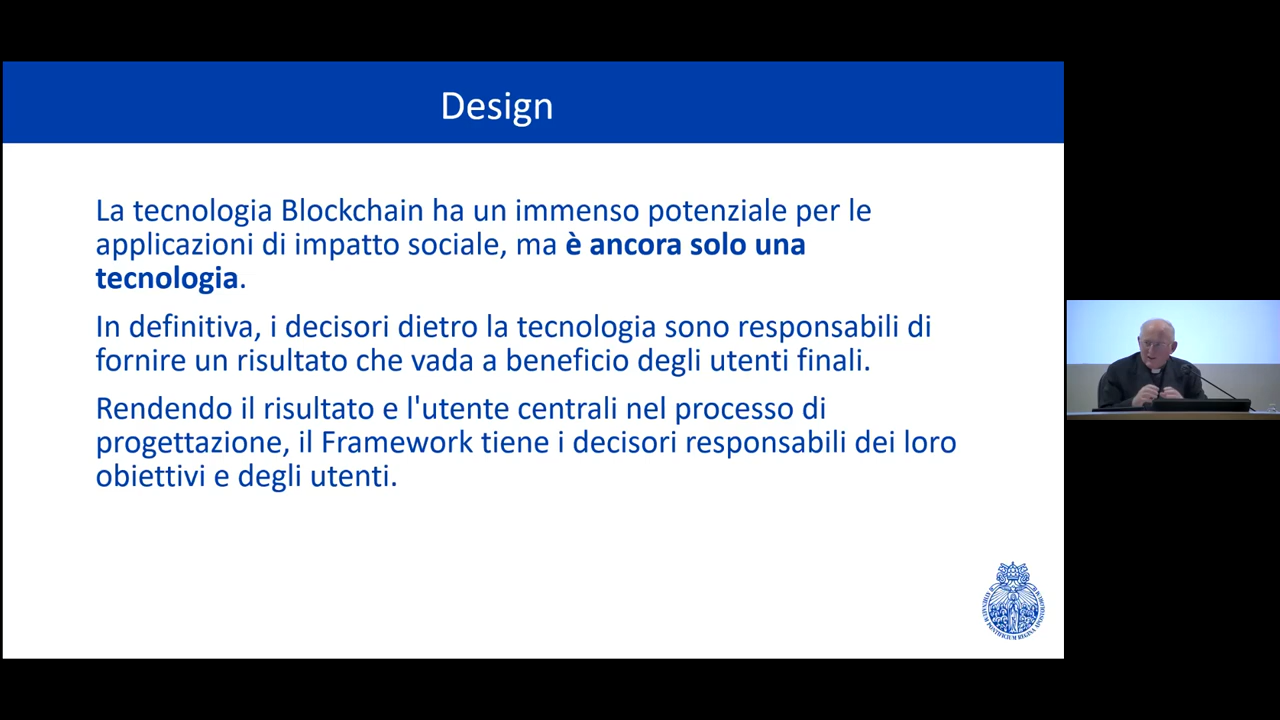 Design
La tecnologia Blockchain ha un immenso potenziale per le
applicazioni di impatto sociale, ma è ancora solo una
tecnologia.
In definitiva, i decisori dietro la tecnologia sono responsabili di
fornire un risultato che vada a beneficio degli utenti finali.
Rendendo il risultato e l'utente centrali nel processo di
progettazione, il Framework tiene i decisori responsabili dei loro
obiettivi e degli utenti.